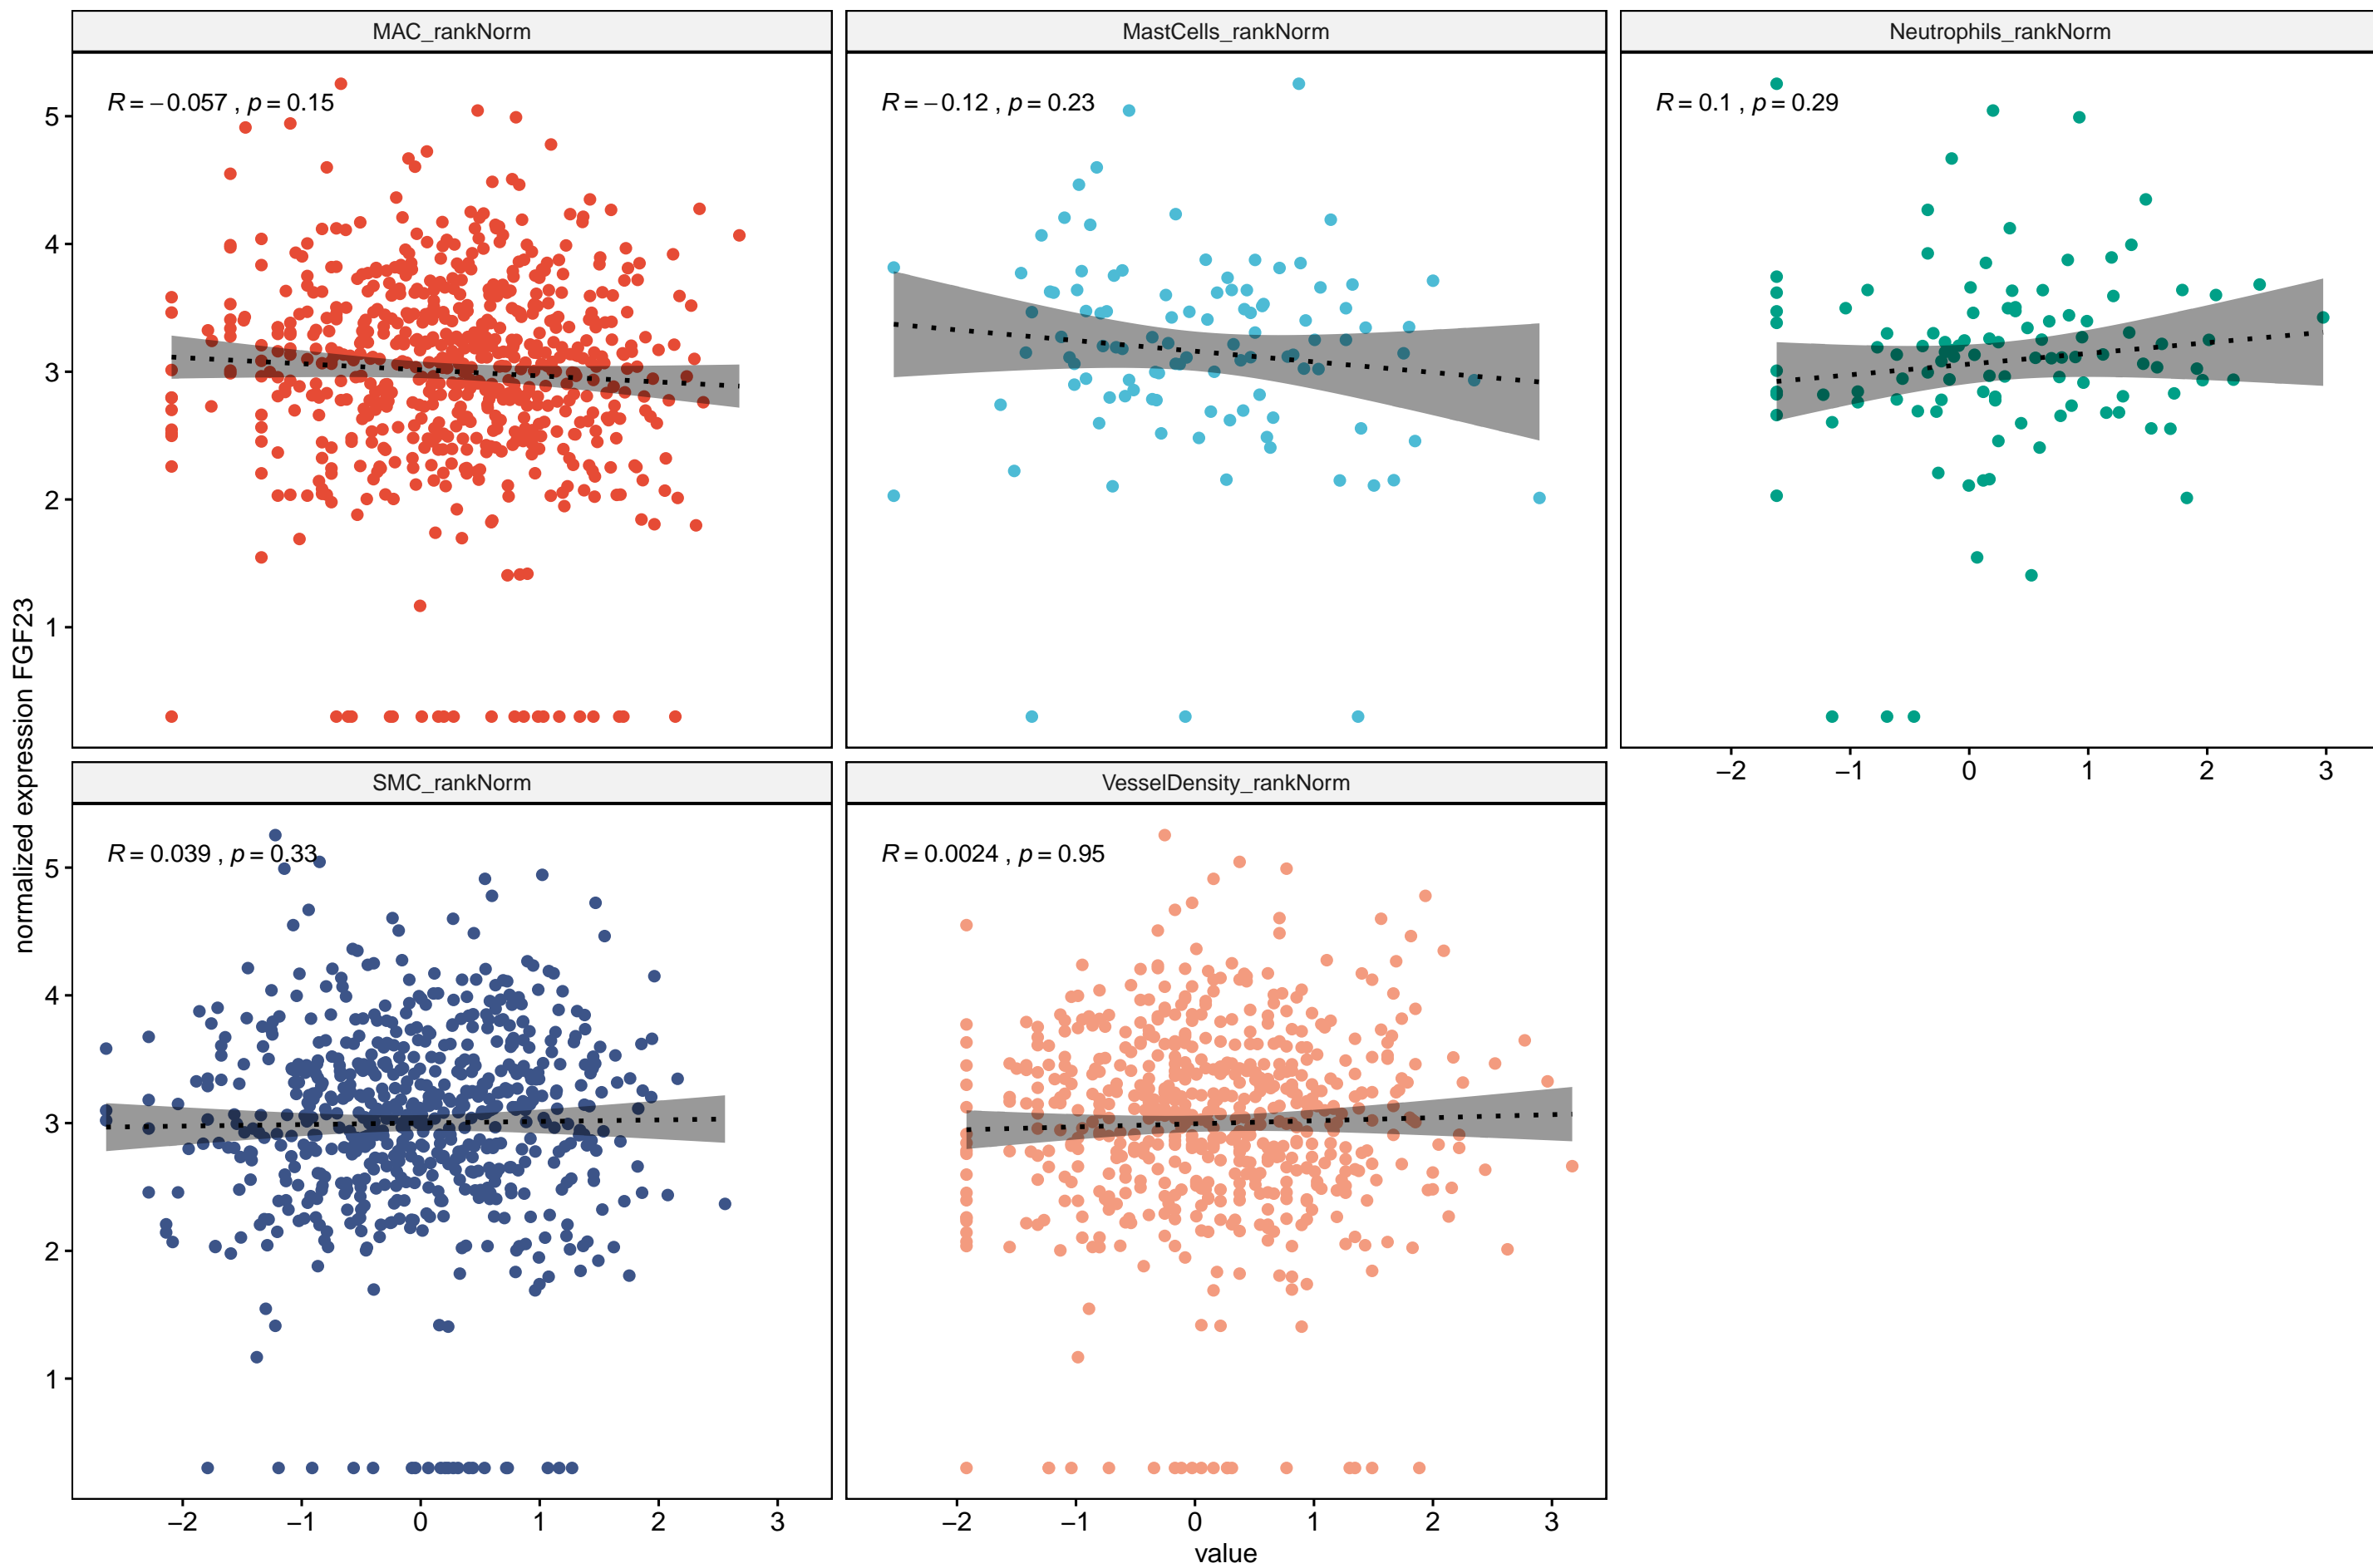 MAC_rankNorm
MastCells_rankNorm
Neutrophils_rankNorm
R = −0.057 , p = 0.15
R = −0.12 , p = 0.23
R = 0.1 , p = 0.29
5
4
3
2
1
−2 −1 0 1 2 3
normalized expression FGF23
SMC_rankNorm
VesselDensity_rankNorm
R = 0.039 , p = 0.33
R = 0.0024 , p = 0.95
5
4
3
2
1
−2 −1 0 1 2 3
−2 −1 0 1 2 3
value